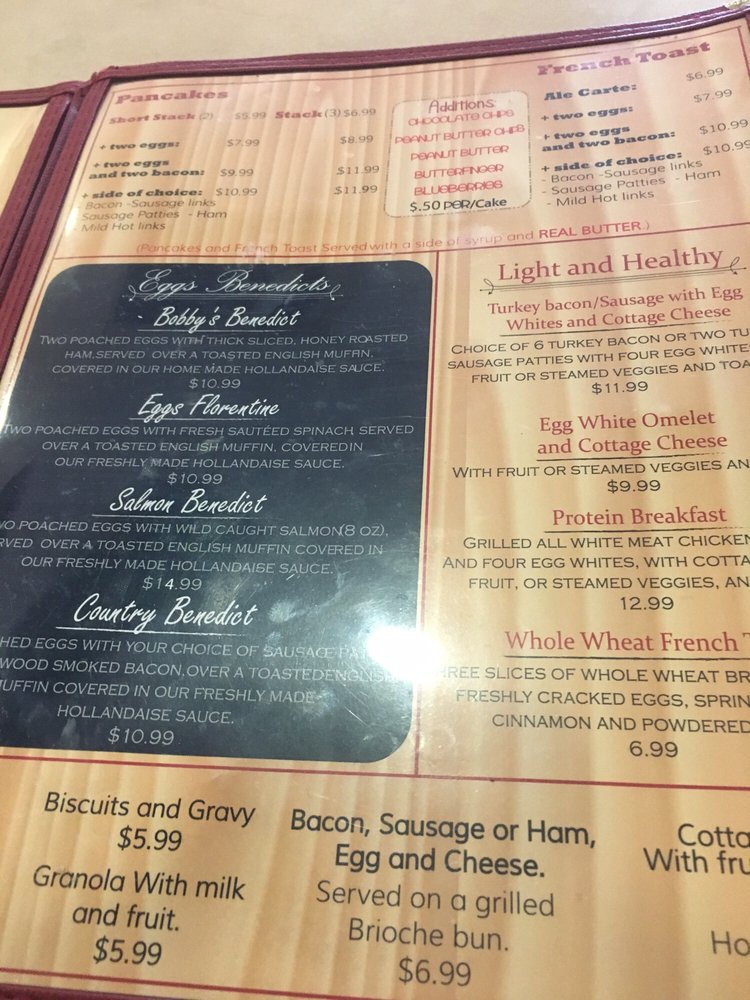 Pancakes
Short Stack (2) $5.99 Stack (3) $6.99
+ two eggs: $7.99 $8.99
+ two eggs
and two bacon: $9.99 $11.99
+ side of choice: $10.99 $11.99
- Bacon -Sausage links
- Sausage Patties - Ham
- Mild Hot links
Additions
CHOCOLATE CHIPS
PEANUT BUTTER CHIPS
PEANUT BUTTER
BUTTERFINGER
BLUEBERRIES
$.50 PER/Cake
French Toast
Ale Carte: $6.99
+ two eggs: $7.99
+ two eggs
and two bacon: $10.99
+ side of choice: $10.99
- Bacon -Sausage links
- Sausage Patties - Ham
- Mild Hot links
(Pancakes and French Toast Served with a side of syrup and REAL BUTTER.)
Eggs Benedicts
- Bobby's Benedict
TWO POACHED EGGS WITH THICK SLICED, HONEY ROASTED
HAM, SERVED OVER A TOASTED ENGLISH MUFFIN,
COVERED IN OUR HOME MADE HOLLANDAISE SAUCE.
$10.99
Eggs Florentine
TWO POACHED EGGS WITH FRESH SAUTÉED SPINACH, SERVED
OVER A TOASTED ENGLISH MUFFIN, COVEREDIN
OUR FRESHLY MADE HOLLANDAISE SAUCE.
$10.99
Salmon Benedict
WO POACHED EGGS WITH WILD CAUGHT SALMON(8 OZ),
RVED OVER A TOASTED ENGLISH MUFFIN COVERED IN
OUR FRESHLY MADE HOLLANDAISE SAUCE.
$14.99
Country Benedict
HED EGGS WITH YOUR CHOICE OF SAUSAGE
WOOD SMOKED BACON, OVER A TOASTEDENGLISH
UFFIN COVERED IN OUR FRESHLY MADE
HOLLANDAISE SAUCE.
$10.99
Light and Healthy
Turkey bacon/Sausage with Egg
Whites and Cottage Cheese
CHOICE OF 6 TURKEY BACON OR TWO TU
SAUSAGE PATTIES WITH FOUR EGG WHITE
FRUIT OR STEAMED VEGGIES AND TOA
$11.99
Egg White Omelet
and Cottage Cheese
WITH FRUIT OR STEAMED VEGGIES AN
$9.99
Protein Breakfast
GRILLED ALL WHITE MEAT CHICKEN
AND FOUR EGG WHITES, WITH COTTA
FRUIT, OR STEAMED VEGGIES, AN
12.99
Whole Wheat French T
HREE SLICES OF WHOLE WHEAT BR
FRESHLY CRACKED EGGS, SPRIN
CINNAMON AND POWDERED
6.99
Biscuits and Gravy
$5.99
Granola With milk
and fruit.
$5.99
Bacon, Sausage or Ham,
Egg and Cheese.
Served on a grilled
Brioche bun.
$6.99
Cotta
With fru
Ho